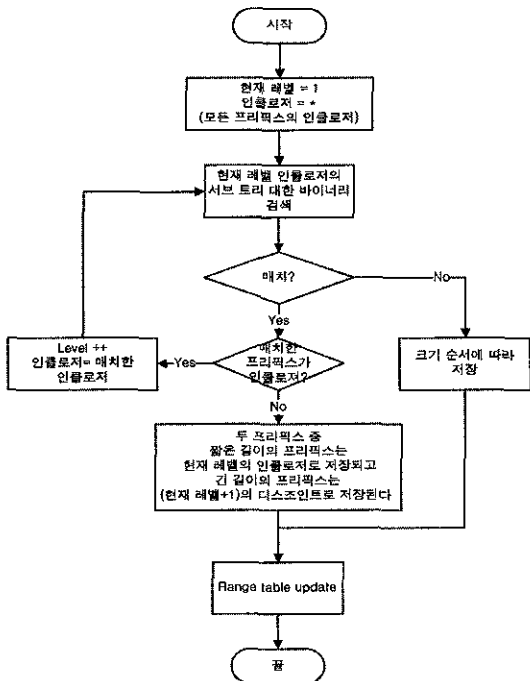 시작
현재 레벨 = 1
인클로저 = *
(모든 프리픽스의 인클로저)
현재 레벨 인클로저의
서브 트리 대한 바이너리
검색
매치?
No
Yes
매치한
프리픽스가
인클로져?
Yes
Level ++
인클로저= 매치한
인클로저
크기 순서에 따라
저장
No
두 프리픽스 중
짧은 길이의 프리픽스는
현재 레벨의 인클로저로 저장되고
긴 길이의 프리픽스는
(현재 레벨+1)의 디스조인트로 저장된다
Range table update
끝